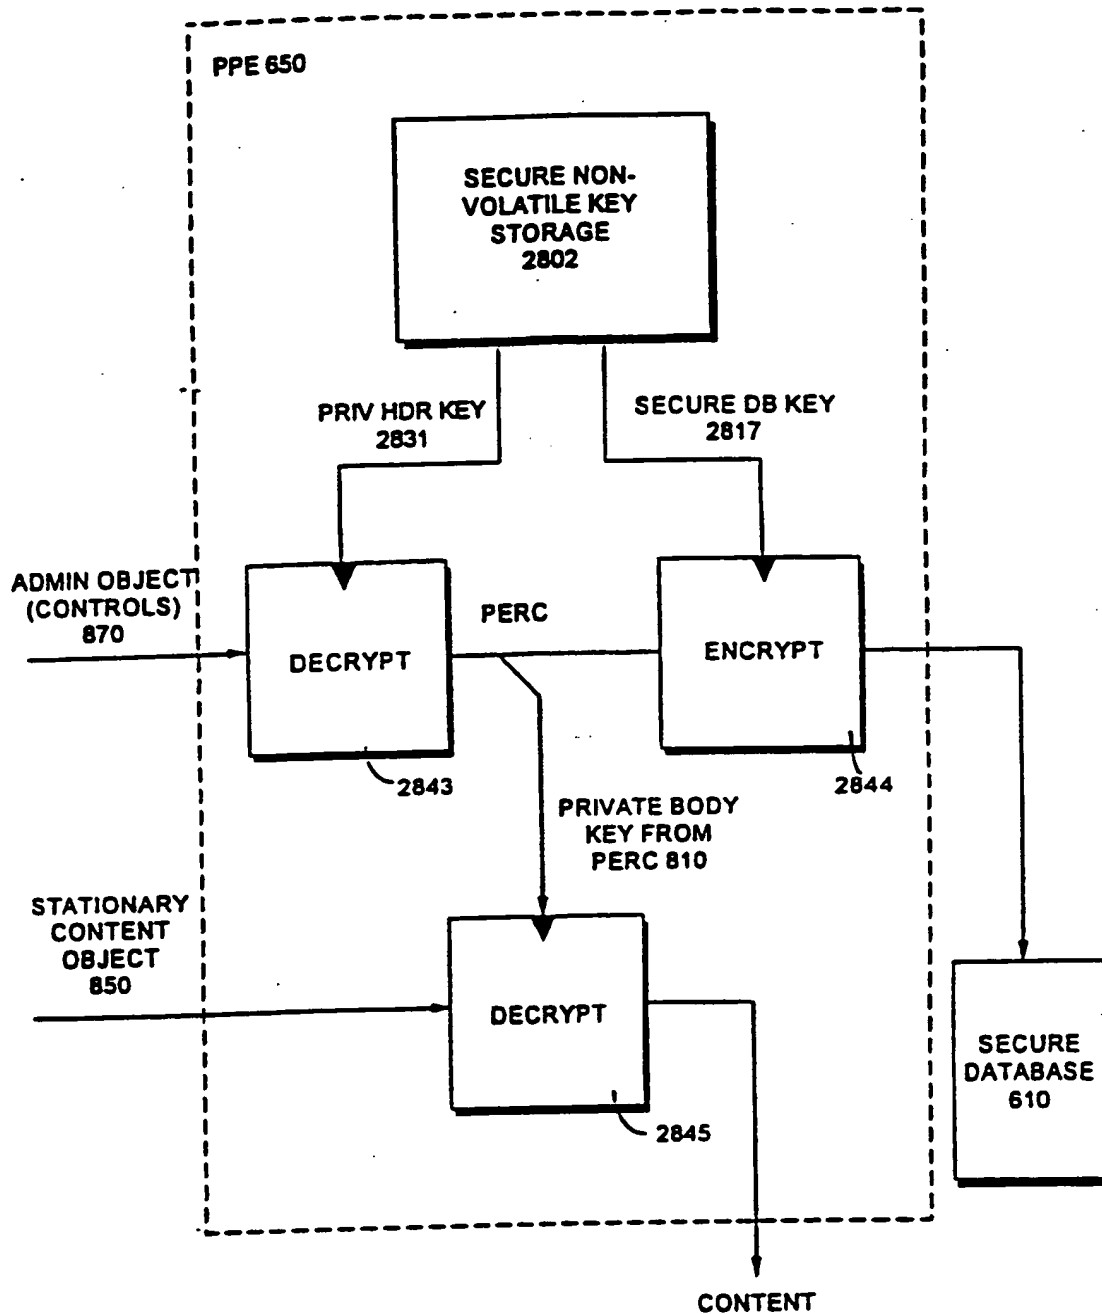 PPE 650
SECURE NON-
VOLATILE KEY
STORAGE
2802
PRIV HDR KEY
2831
SECURE DB KEY
2817
ADMIN OBJECT
(CONTROLS)
870
DECRYPT
PERC
ENCRYPT
2843
2844
PRIVATE BODY
KEY FROM
PERC 810
STATIONARY
CONTENT
OBJECT
850
DECRYPT
2845
SECURE
DATABASE
610
CONTENT